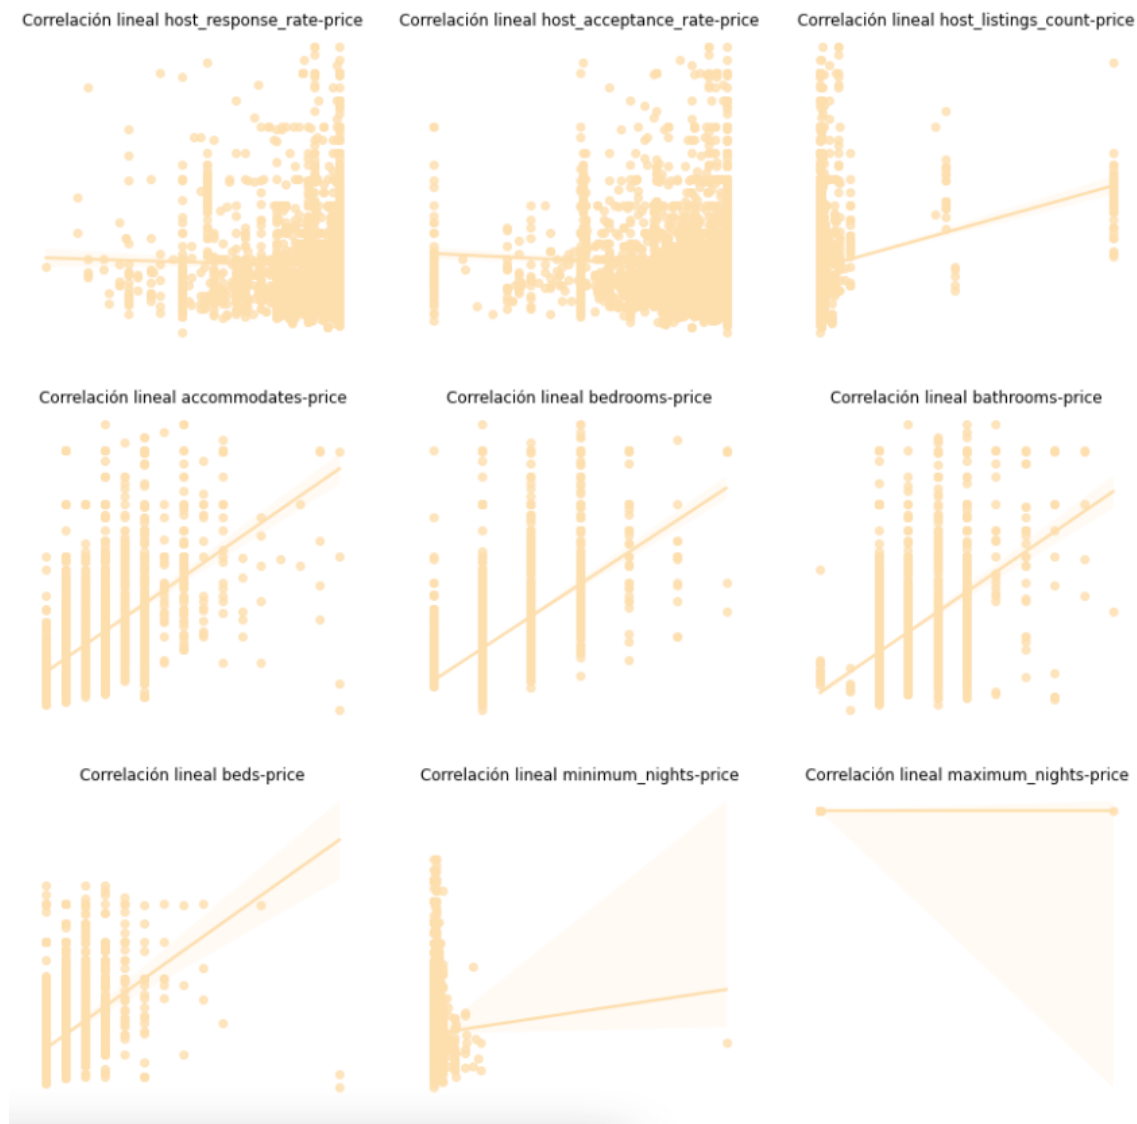 Correlación lineal host_response_rate-price
Correlación lineal host_acceptance_rate-price
Correlación lineal host_listings_count-price
Correlación lineal accommodates-price
Correlación lineal bedrooms-price
Correlación lineal bathrooms-price
Correlación lineal beds-price
Correlación lineal minimum_nights-price
Correlación lineal maximum_nights-price